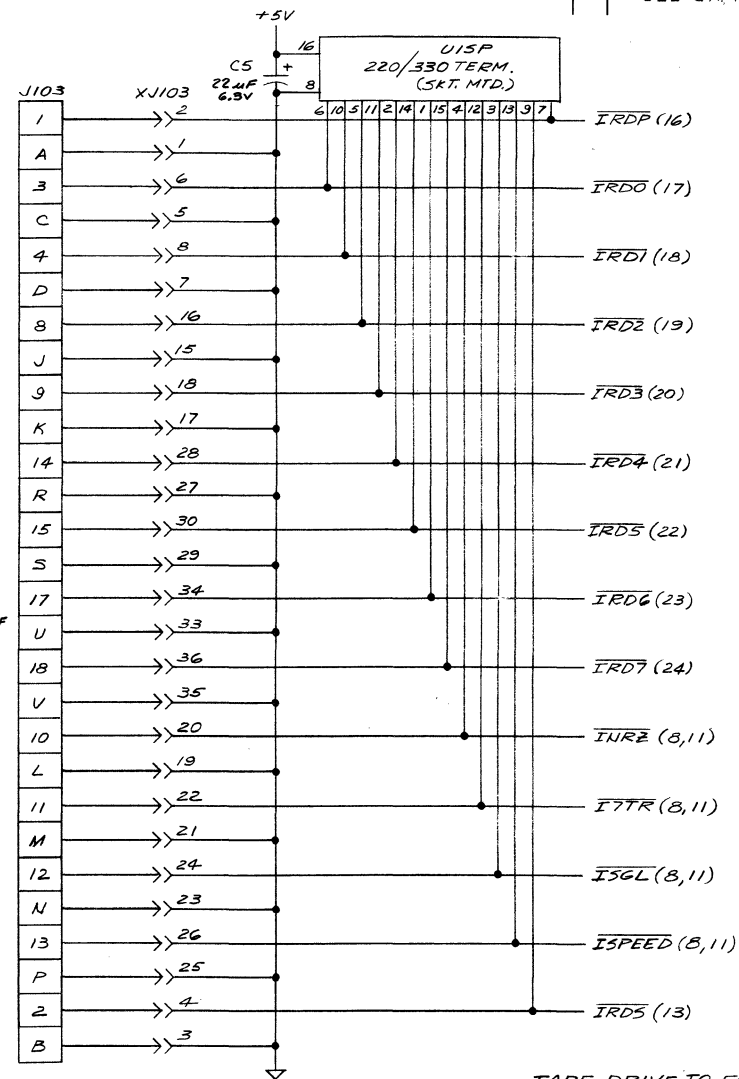 +5V
16
U15P
220/330 TERM.
(SKT. MTD.)
C5
+
22µF
6.3V
8
J103
XJ103
6 10 5 11 2 14 1 15 4 12 3 13 9 7
1 2 IRDP (16)
A 1
3 6 IRD0 (17)
C 5
4 8 IRD1 (18)
D 7
8 16 IRD2 (19)
J 15
9 18 IRD3 (20)
K 17
14 28 IRD4 (21)
R 27
15 30 IRD5 (22)
S 29
17 34 IRD6 (23)
U 33
18 36 IRD7 (24)
V 35
10 20 INRZ (8,11)
L 19
11 22 I7TR (8,11)
M 21
12 24 ISGL (8,11)
N 23
13 26 ISPEED (8,11)
P 25
2 4 IRDS (13)
B 3